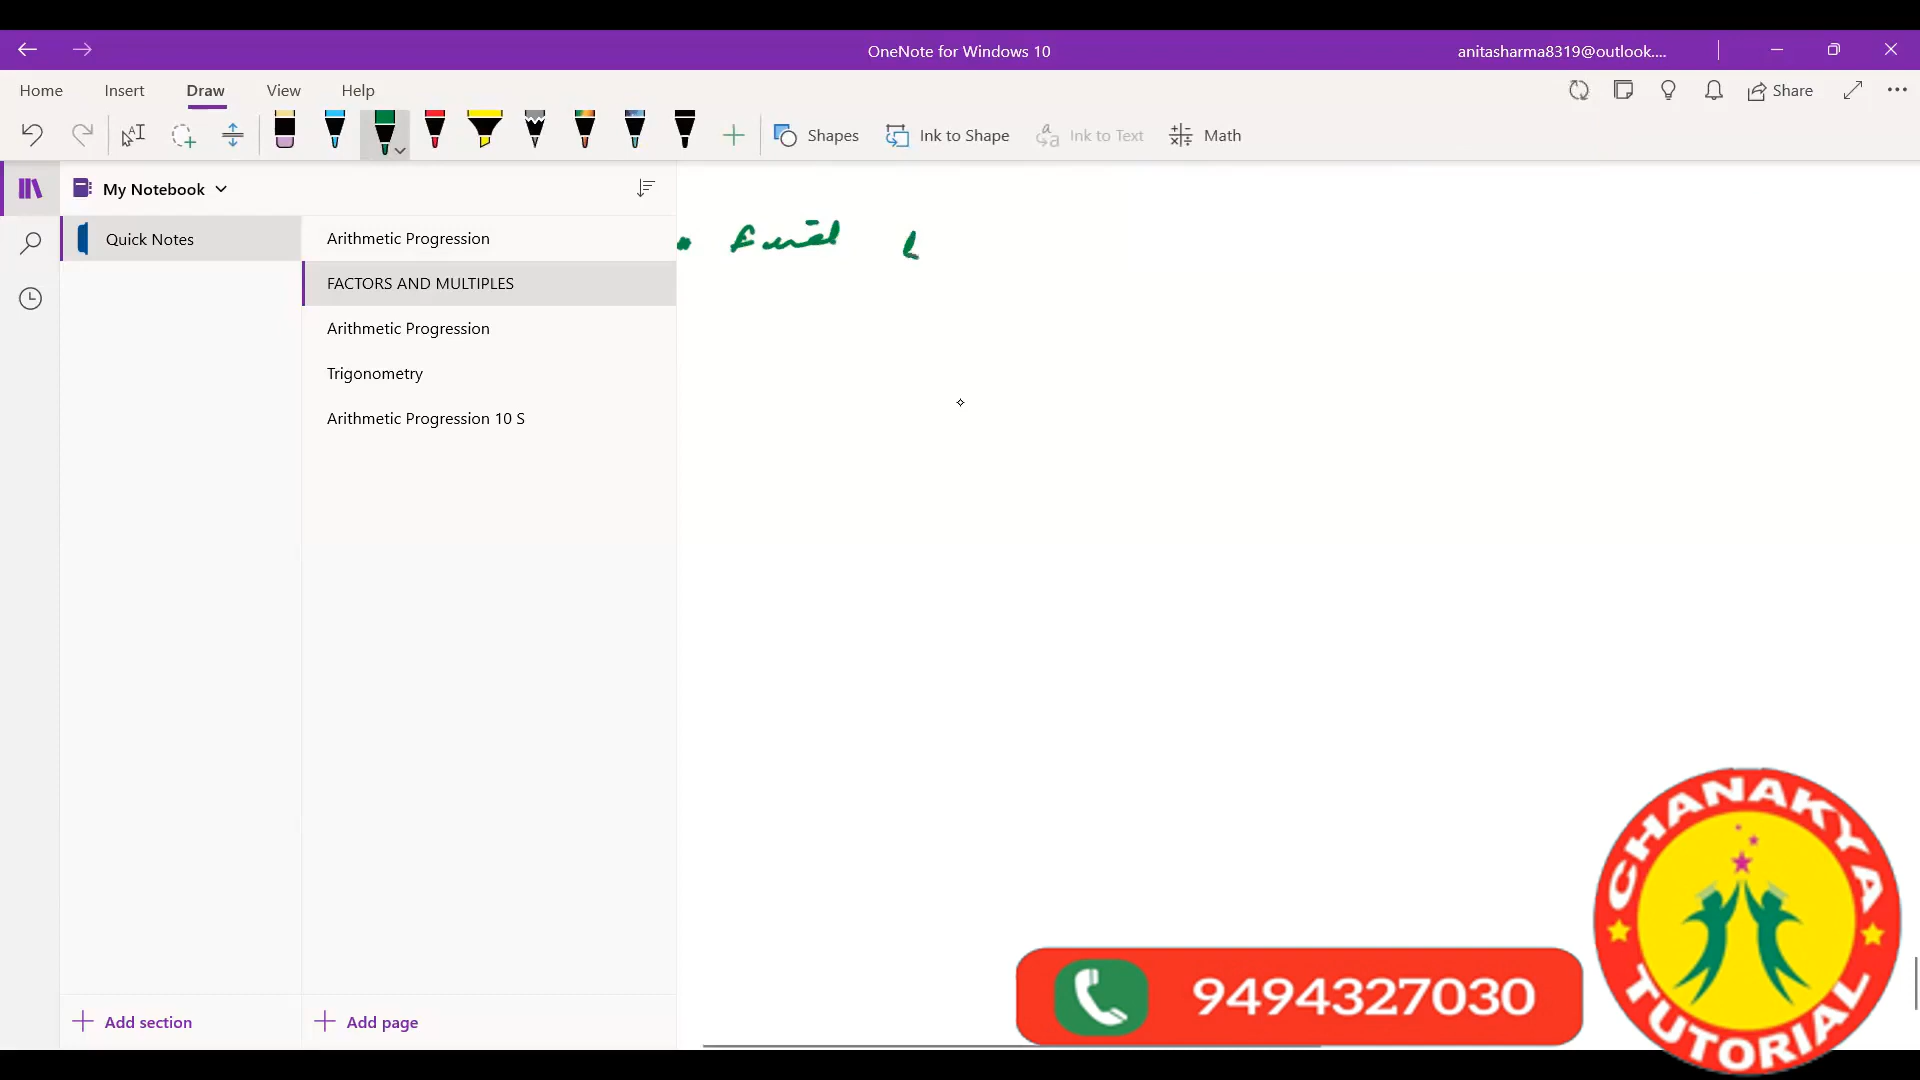 OneNote for Windows 10
anitasharma8319@outlook....
Home Insert Draw View Help
Share
Shapes Ink to Shape Ink to Text Math
My Notebook
Quick Notes
Arithmetic Progression
FACTORS AND MULTIPLES
Arithmetic Progression
Trigonometry
Arithmetic Progression 10 S
Add section
Add page
9494327030
CHANAKYA
TUTORIAL